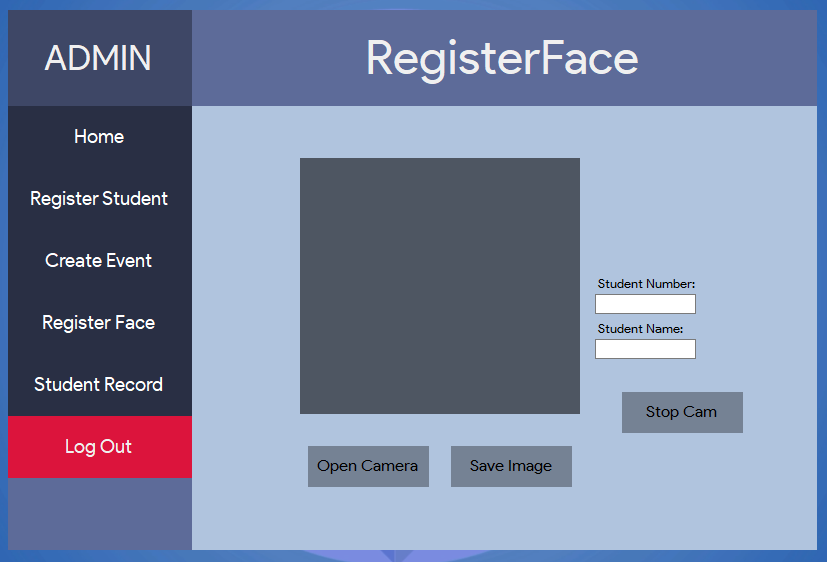 ADMIN
RegisterFace
Home
Register Student
Create Event
Register Face
Student Record
Log Out
Student Number:
Student Name:
Stop Cam
Open Camera
Save Image